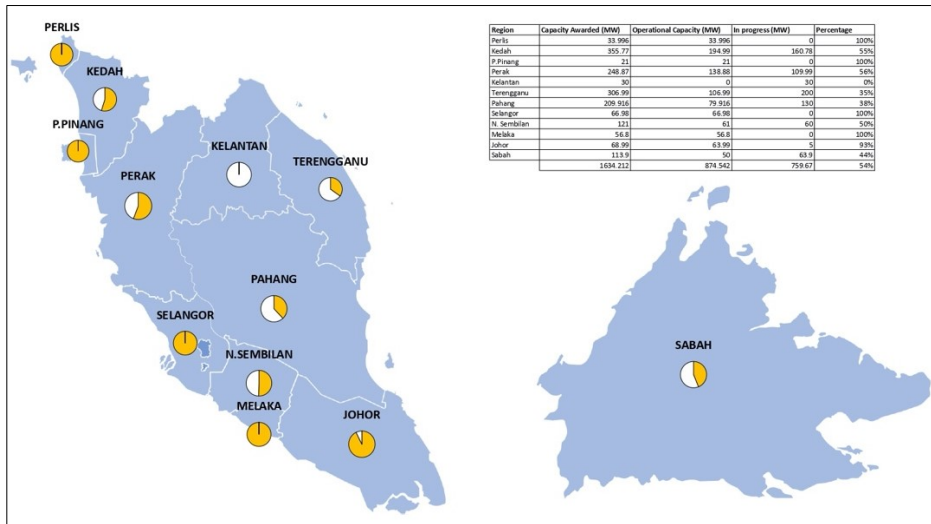 PERLIS
KEDAH
P.PINANG
PERAK
KELANTAN
TERENGGANU
PAHANG
SELANGOR
N.SEMBILAN
MELAKA
JOHOR
Region Capacity Awarded (MW) Operational Capacity (MW) In progress (MW) Percentage
Perlis 33.996 33.996 0 100%
Kedah 355.77 194.99 160.78 55%
P.Pinang 21 21 0 100%
Perak 248.87 138.88 109.99 56%
Kelantan 30 0 30 0%
Terengganu 306.99 106.99 200 35%
Pahang 209.916 79.916 130 38%
Selangor 66.98 66.98 0 100%
N. Sembilan 121 61 60 50%
Melaka 56.8 56.8 0 100%
Johor 68.99 63.99 5 93%
Sabah 113.9 50 63.9 44%
1634.212 874.542 759.67 54%
SABAH